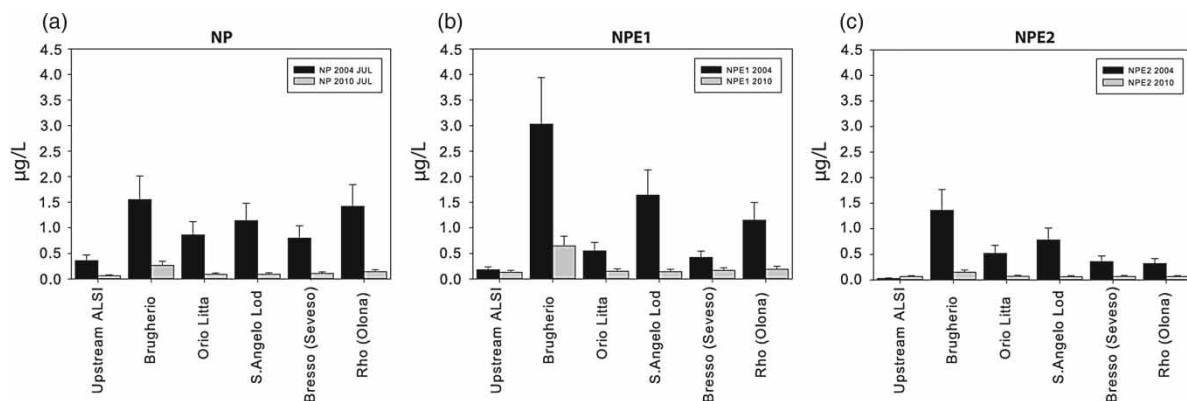 (a)
NP
4.5
4.0
3.5
3.0
2.5
2.0
1.5
1.0
0.5
0.0
µg/L
NP 2004 JUL
NP 2010 JUL
Upstream ALSI
Brugherio
Orio Litta
S.Angelo Lod
Bresso (Seveso)
Rho (Olona)
(b)
NPE1
4.5
4.0
3.5
3.0
2.5
2.0
1.5
1.0
0.5
0.0
µg/L
NPE1 2004
NPE1 2010
Upstream ALSI
Brugherio
Orio Litta
S.Angelo Lod
Bresso (Seveso)
Rho (Olona)
(c)
NPE2
4.5
4.0
3.5
3.0
2.5
2.0
1.5
1.0
0.5
0.0
µg/L
NPE2 2004
NPE2 2010
Upstream ALSI
Brugherio
Orio Litta
S.Angelo Lod
Bresso (Seveso)
Rho (Olona)